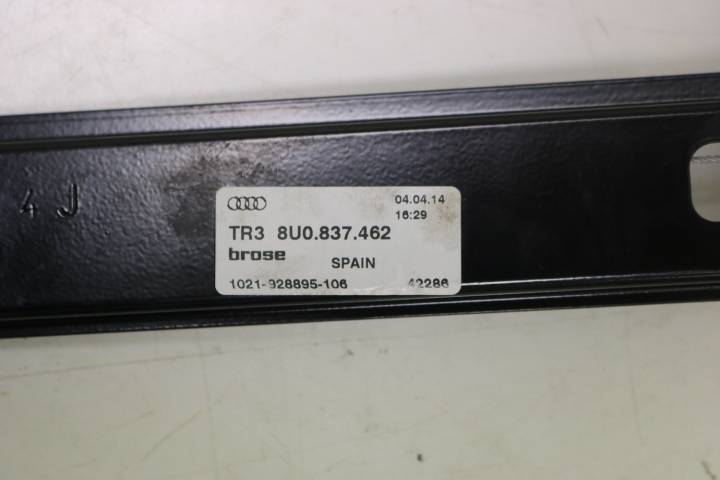 4 J
04.04.14
16:29
TR3 8U0.837.462
brose
SPAIN
1021-928895-106 42286